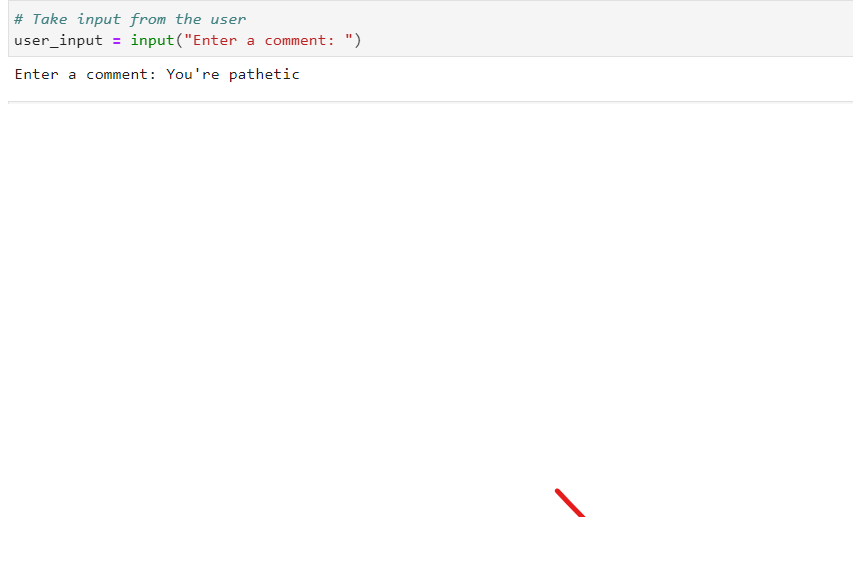 # Take input from the user
user_input = input("Enter a comment: ")
Enter a comment: You're pathetic